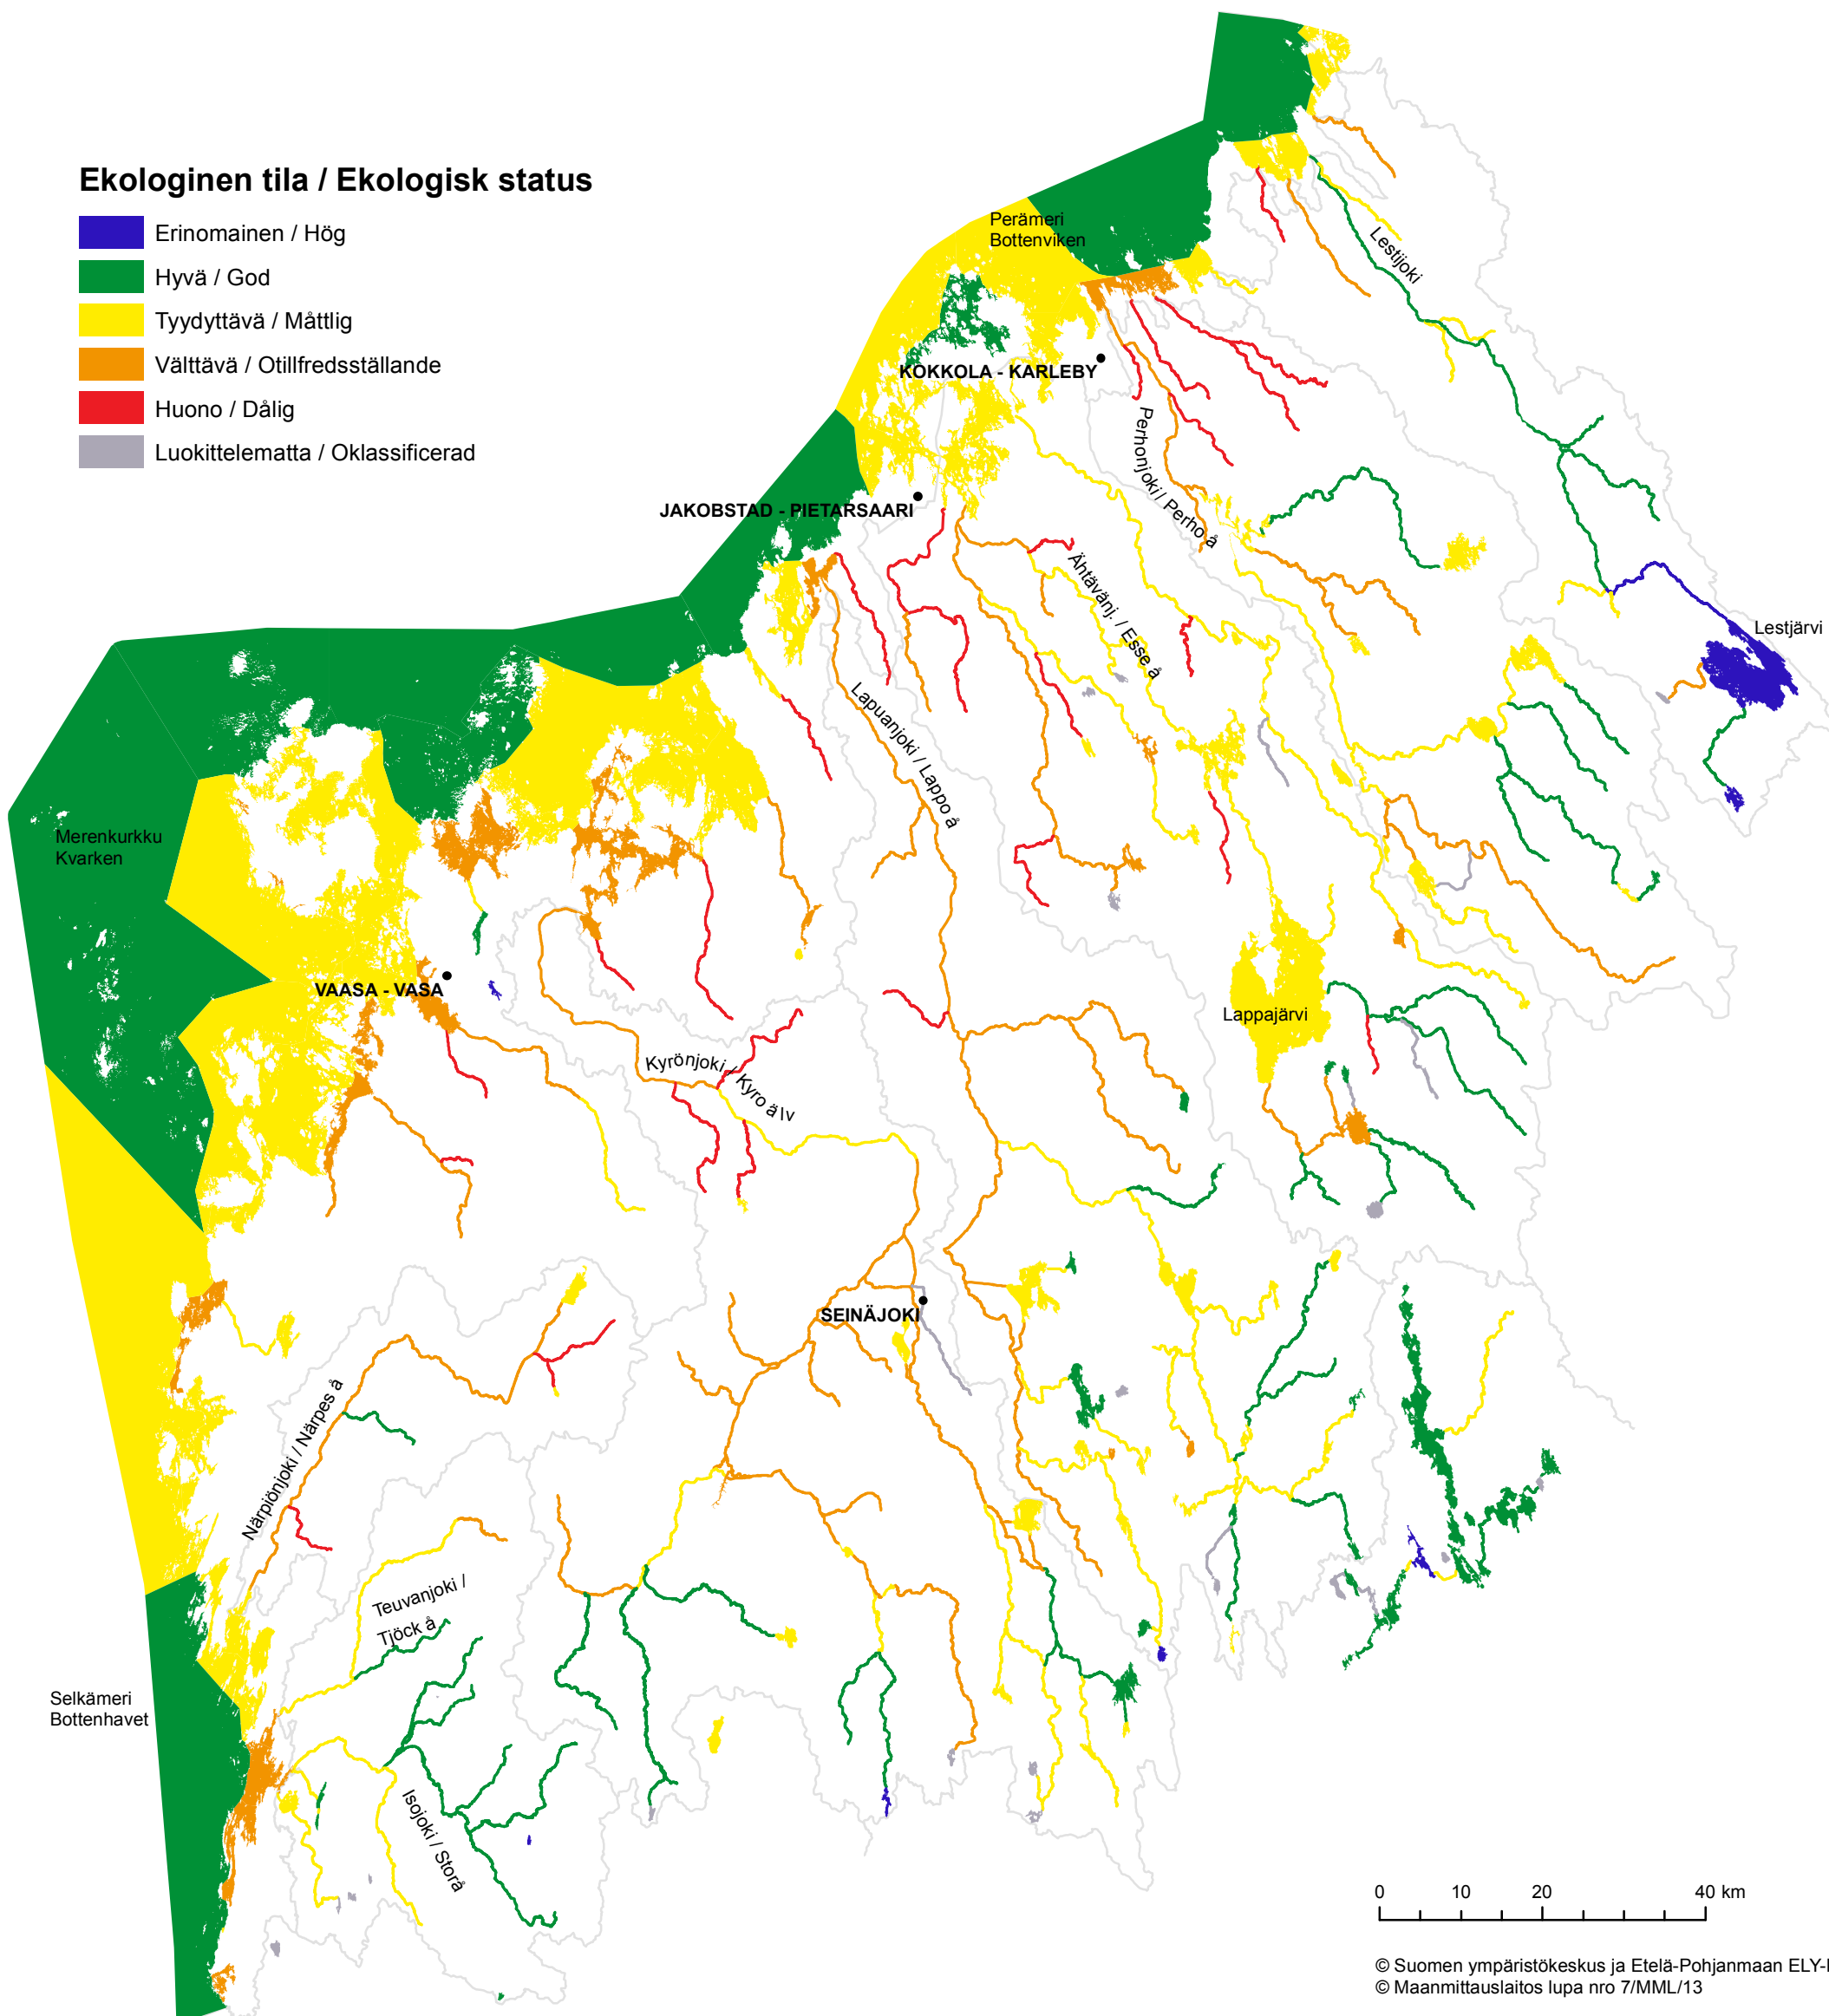 Ekologinen tila / Ekologisk status
Erinomainen / Hög
Hyvä / God
Tyydyttävä / Måttlig
Välttävä / Otillfredsställande
Huono / Dålig
Luokittelematta / Oklassificerad
Perämeri
Bottenviken
Lestijoki
KOKKOLA - KARLEBY
Perhonjoki / Perho å
JAKOBSTAD - PIETARSAARI
Ähtävänj. / Esse å
Lestjärvi
Lapuanjoki / Lappo å
Merenkurkku
Kvarken
VAASA - VASA
Lappajärvi
Kyrönjoki / Kyro älv
SEINÄJOKI
Närpiönjoki / Närpes å
Teuvanjoki /
Tjöck å
Selkämeri
Bottenhavet
Isojoki / Storå
0 10 20 40 km
© Suomen ympäristökeskus ja Etelä-Pohjanmaan ELY-
© Maanmittauslaitos lupa nro 7/MML/13